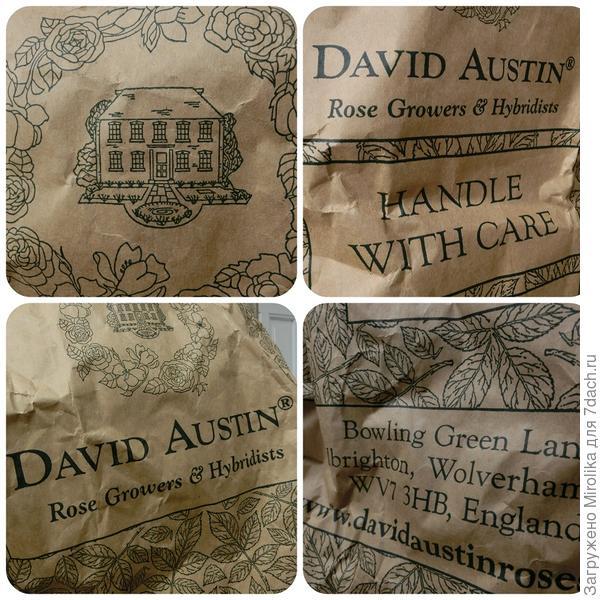 DAVID AUSTIN®
Rose Growers & Hybridists
HANDLE
WITH CARE
DAVID AUSTIN®
Rose Growers & Hybridists
Bowling Green Lan
lbrighton, Wolverham
WV7 3HB, England
www.davidaustinroses
Загружено Mirolika для 7dach.ru